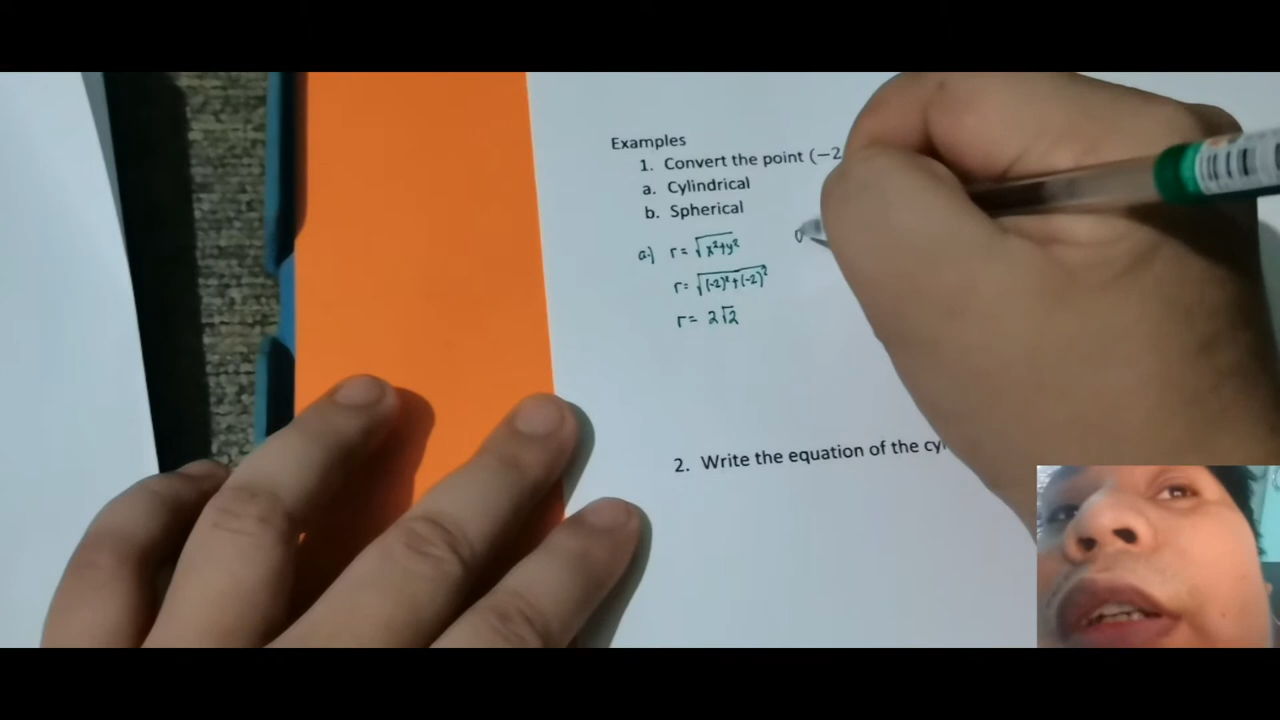 Examples
1. Convert the point (−2
a. Cylindrical
b. Spherical
a.) r = √x²+y²
r = √(-2)²+(-2)²
r = 2√2
2. Write the equation of the cy